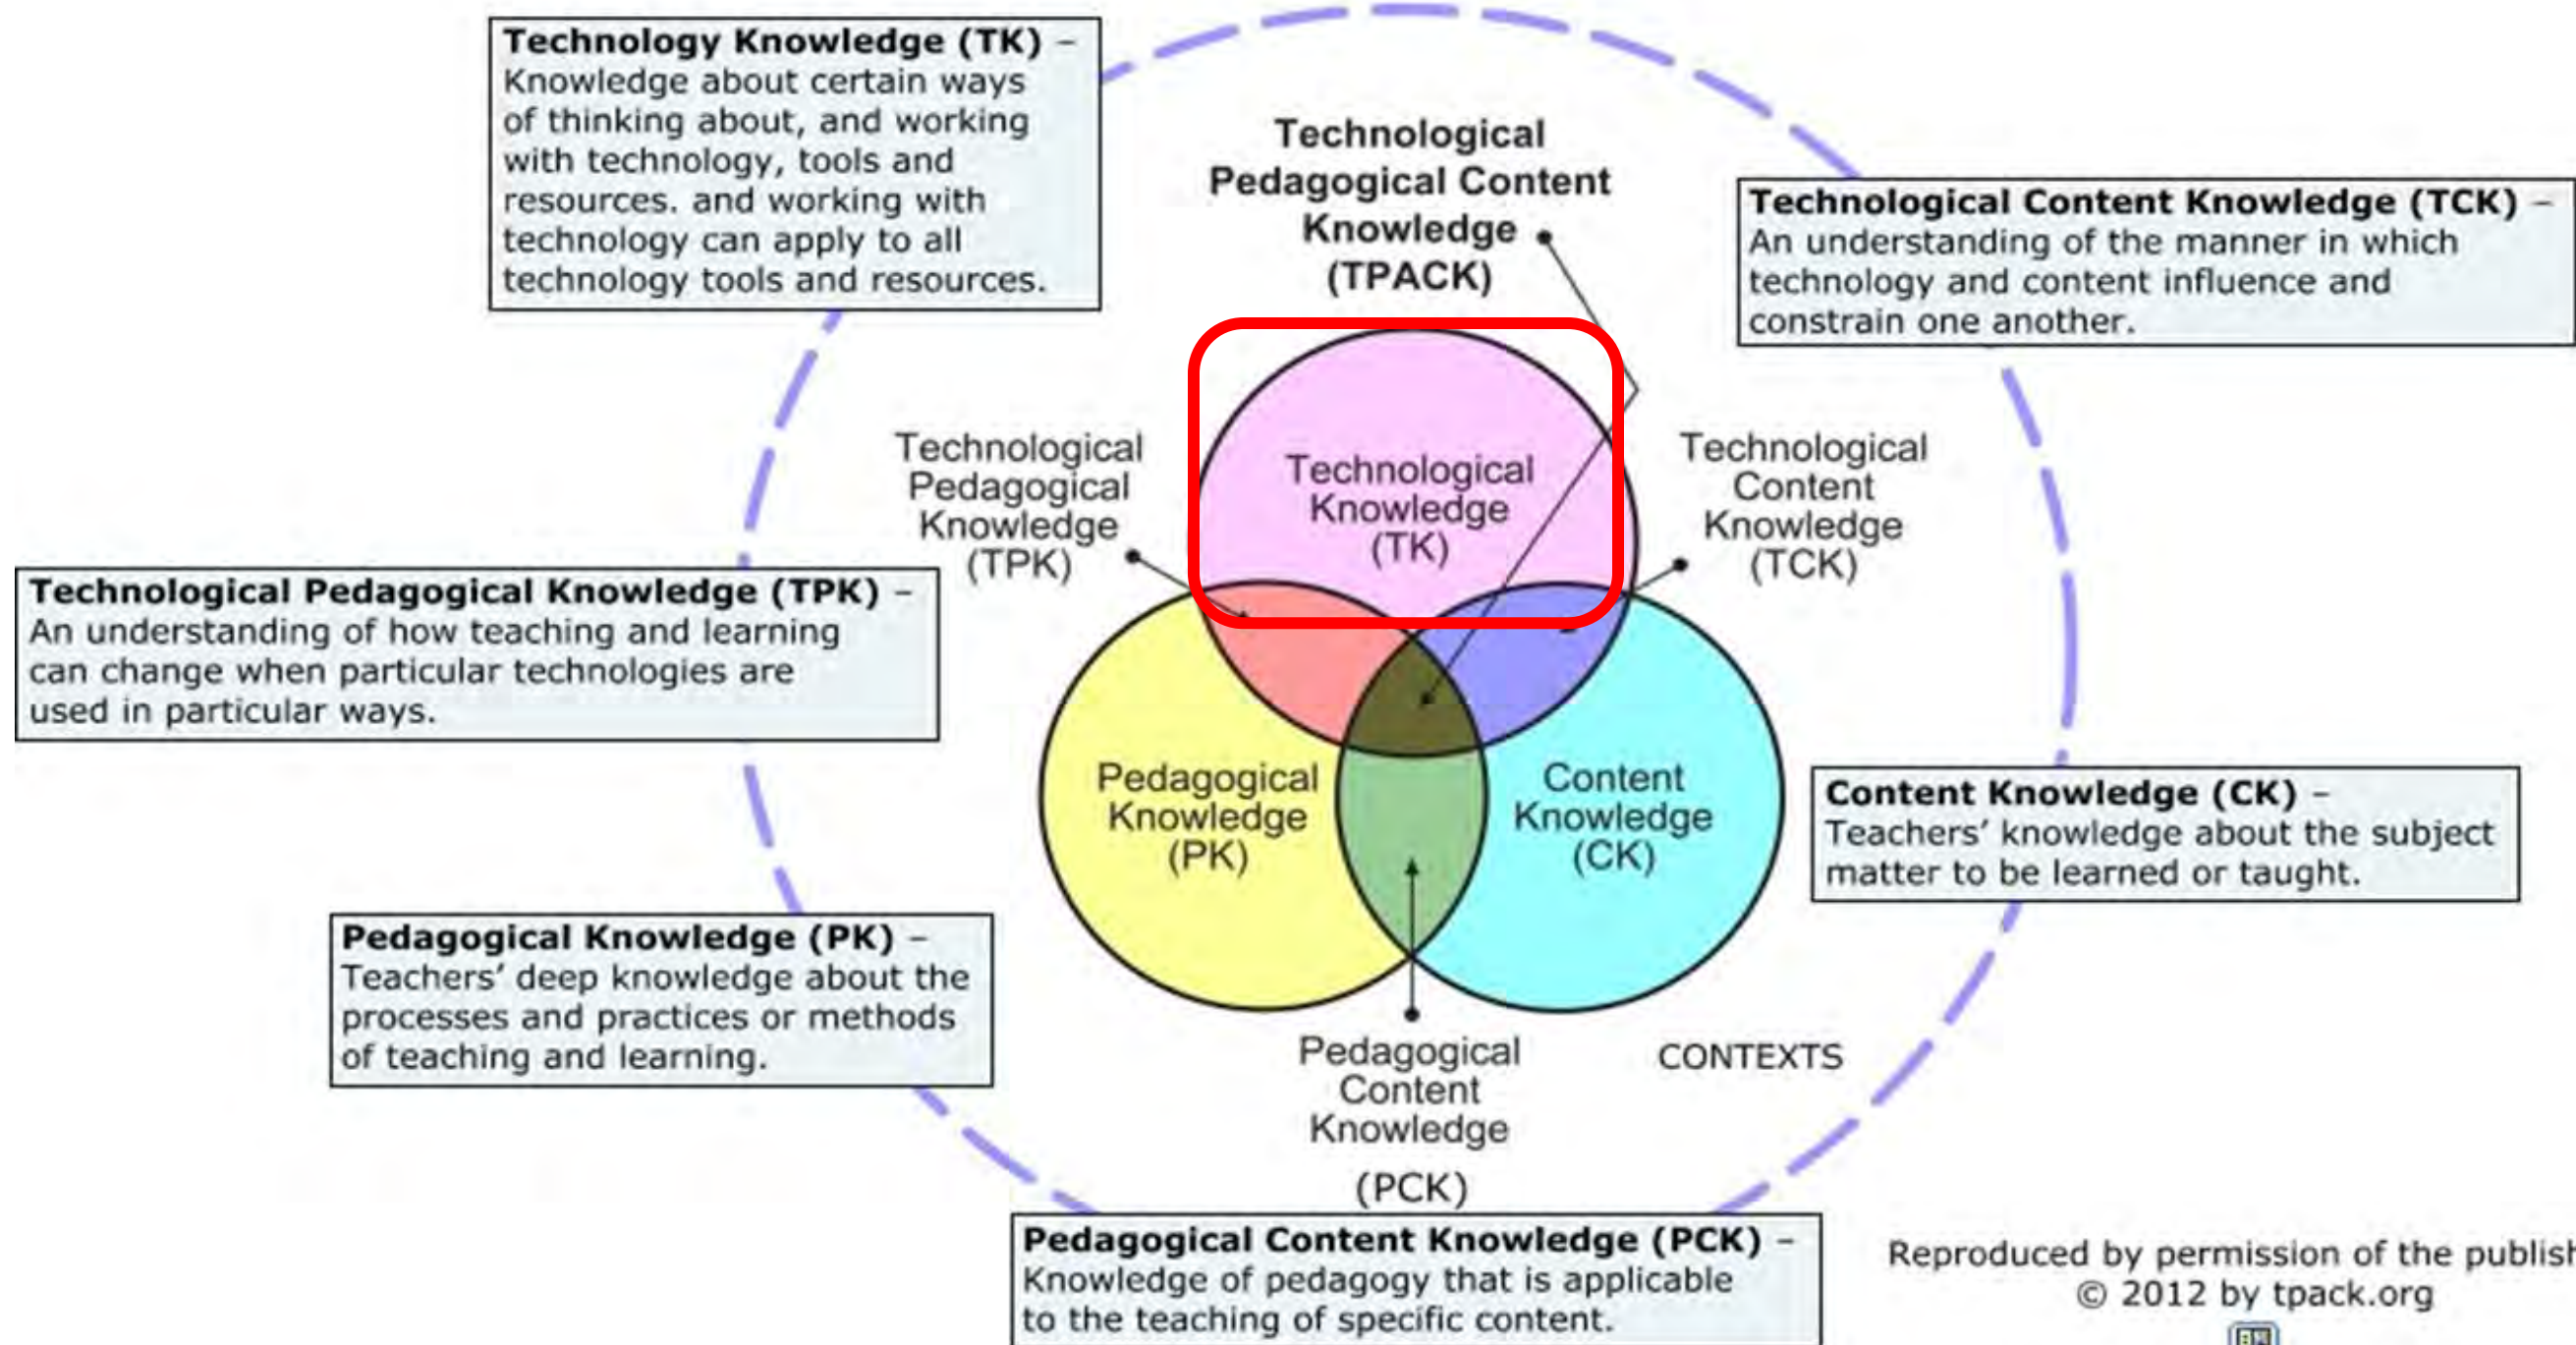 Technology Knowledge (TK) –
Knowledge about certain ways
of thinking about, and working
with technology, tools and
resources. and working with
technology can apply to all
technology tools and resources.
Technological
Pedagogical Content
Knowledge
(TPACK)
Technological Content Knowledge (TCK) –
An understanding of the manner in which
technology and content influence and
constrain one another.
Technological
Pedagogical
Knowledge
(TPK)
Technological
Knowledge
(TK)
Technological
Content
Knowledge
(TCK)
Technological Pedagogical Knowledge (TPK) –
An understanding of how teaching and learning
can change when particular technologies are
used in particular ways.
Pedagogical
Knowledge
(PK)
Content
Knowledge
(CK)
Content Knowledge (CK) –
Teachers’ knowledge about the subject
matter to be learned or taught.
Pedagogical Knowledge (PK) –
Teachers’ deep knowledge about the
processes and practices or methods
of teaching and learning.
Pedagogical
Content
Knowledge
(PCK)
CONTEXTS
Pedagogical Content Knowledge (PCK) –
Knowledge of pedagogy that is applicable
to the teaching of specific content.
Reproduced by permission of the publish
© 2012 by tpack.org